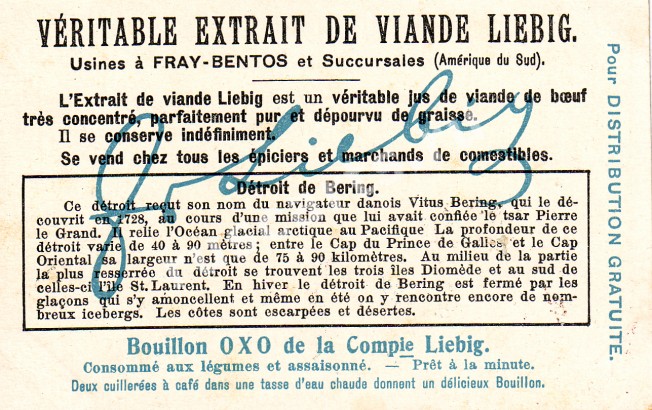 VÉRITABLE EXTRAIT DE VIANDE LIEBIG.
Usines à FRAY-BENTOS et Succursales (Amérique du Sud).
L'Extrait de viande Liebig est un véritable jus de viande de bœuf
très concentré, parfaitement pur et dépourvu de graisse.
Il se conserve indéfiniment.
Se vend chez tous les épiciers et marchands de comestibles.
Détroit de Bering.
Ce détroit reçut son nom du navigateur danois Vitus Bering, qui le dé-
couvrit en 1728, au cours d'une mission que lui avait confiée le tsar Pierre
le Grand. Il relie l'Océan glacial arctique au Pacifique La profondeur de ce
détroit varie de 40 à 90 mètres; entre le Cap du Prince de Galles et le Cap
Oriental sa largeur n'est que de 75 à 90 kilomètres. Au milieu de la partie
la plus resserrée du détroit se trouvent les trois îles Diomède et au sud de
celles-ci l'île St. Laurent. En hiver le détroit de Bering est fermé par les
glaçons qui s'y amoncellent et même en été on y rencontre encore de nom-
breux icebergs. Les côtes sont escarpées et désertes.
Bouillon OXO de la Compie Liebig.
Consommé aux légumes et assaisonné. — Prêt à la minute.
Deux cuillerées à café dans une tasse d'eau chaude donnent un délicieux Bouillon.
Pour DISTRIBUTION GRATUITE.
J. v. Liebig